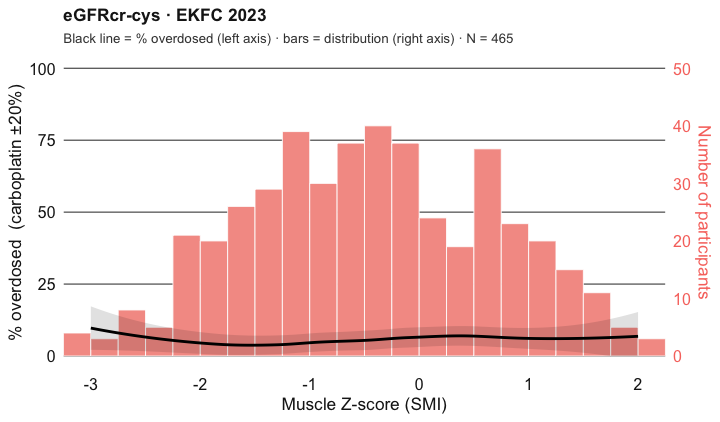 eGFRcr-cys · EKFC 2023
Black line = % overdosed (left axis) · bars = distribution (right axis) · N = 465
% overdosed (carboplatin ±20%)
100
75
50
25
0
50
40
30
20
10
0
Number of participants
-3 -2 -1 0 1 2
Muscle Z-score (SMI)